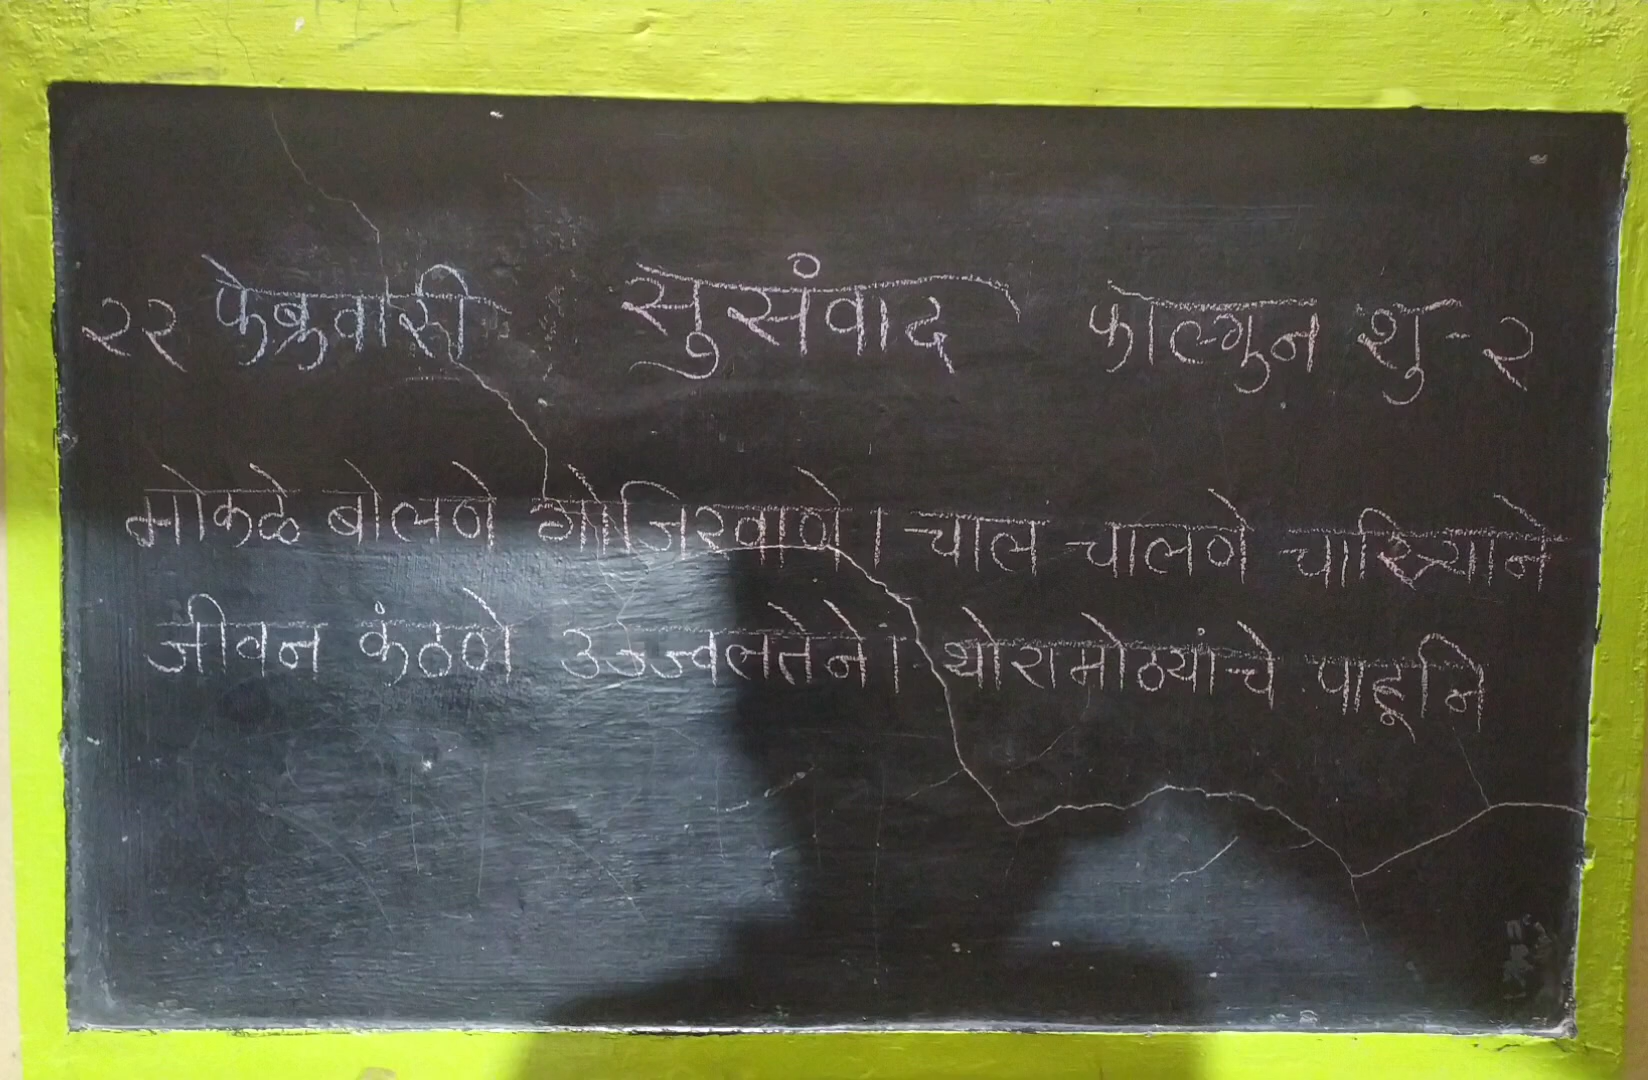 २२ फेब्रुवारी सुसंवाद फाल्गुन शु - २
मोकळे बोलणे गोजिरवाणे। चाल चालणे चारित्र्याने
जीवन कंठणे उज्ज्वलतेने। थोरामोठ्यांचे पाहूनि